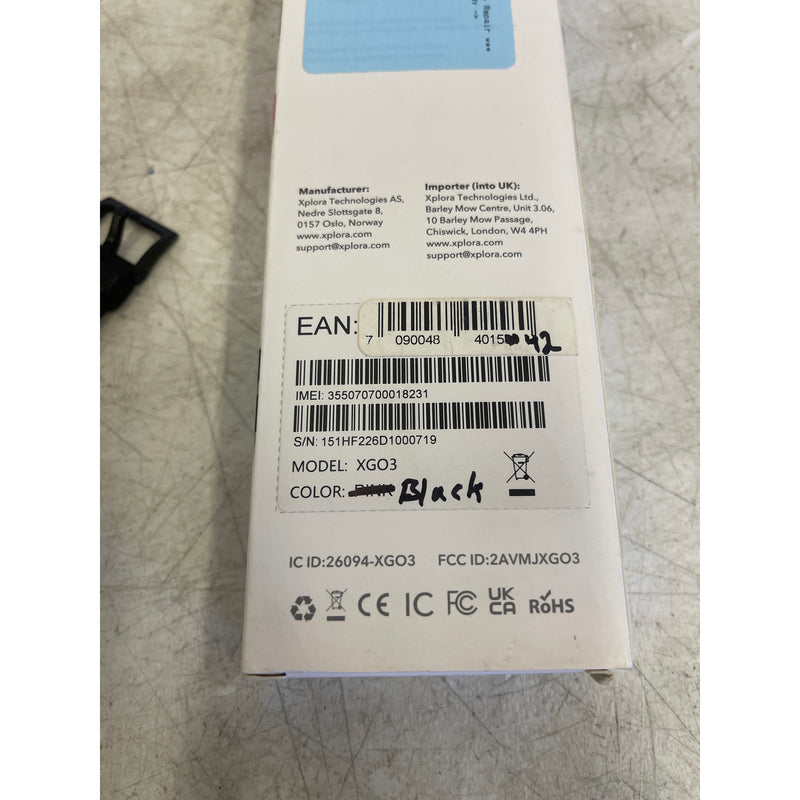 Repair ***
Manufacturer:
Xplora Technologies AS,
Nedre Slottsgate 8,
0157 Oslo, Norway
www.xplora.com
support@xplora.com
Importer (into UK):
Xplora Technologies Ltd.,
Barley Mow Centre, Unit 3.06,
10 Barley Mow Passage,
Chiswick, London, W4 4PH
www.xplora.com
support@xplora.com
EAN:
7 090048 4015 42
IMEI: 355070700018231
S/N: 151HF226D1000719
MODEL: XGO3
COLOR: Black
IC ID:26094-XGO3 FCC ID:2AVMJXGO3
CE IC FC UK CA RoHS